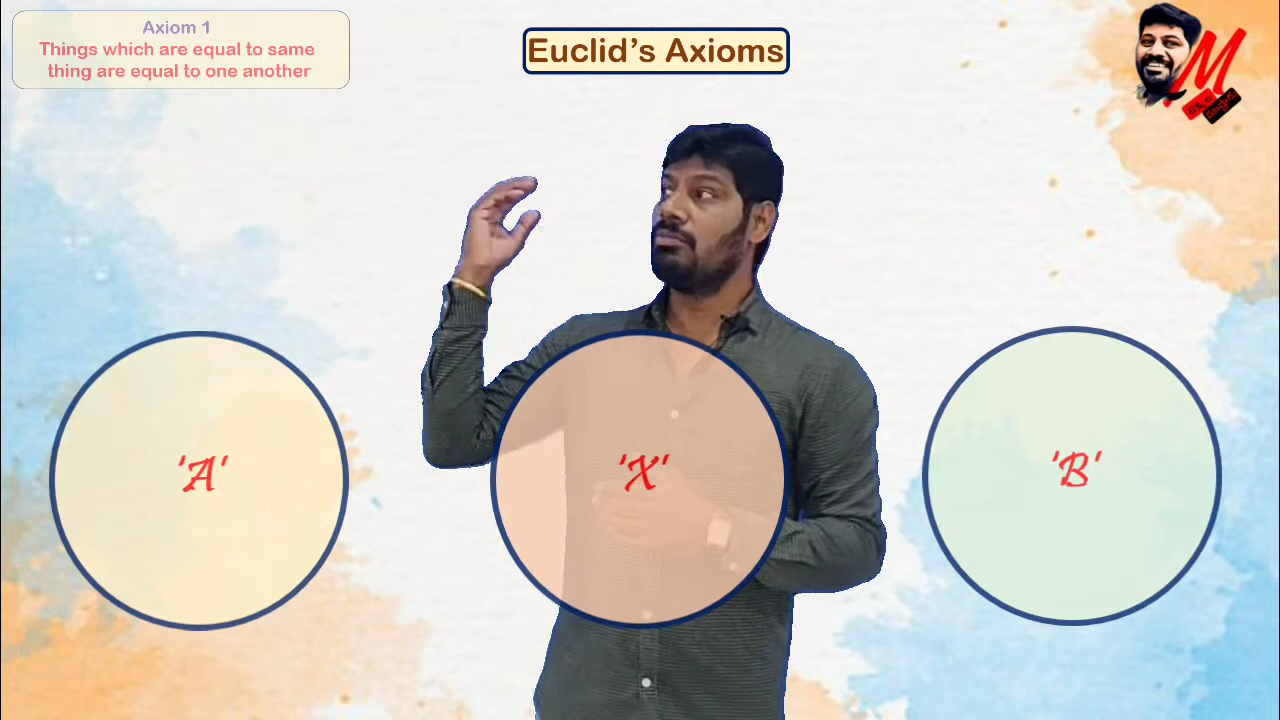 Axiom 1
Things which are equal to same
thing are equal to one another
Euclid’s Axioms
M
'A'
'X'
'B'